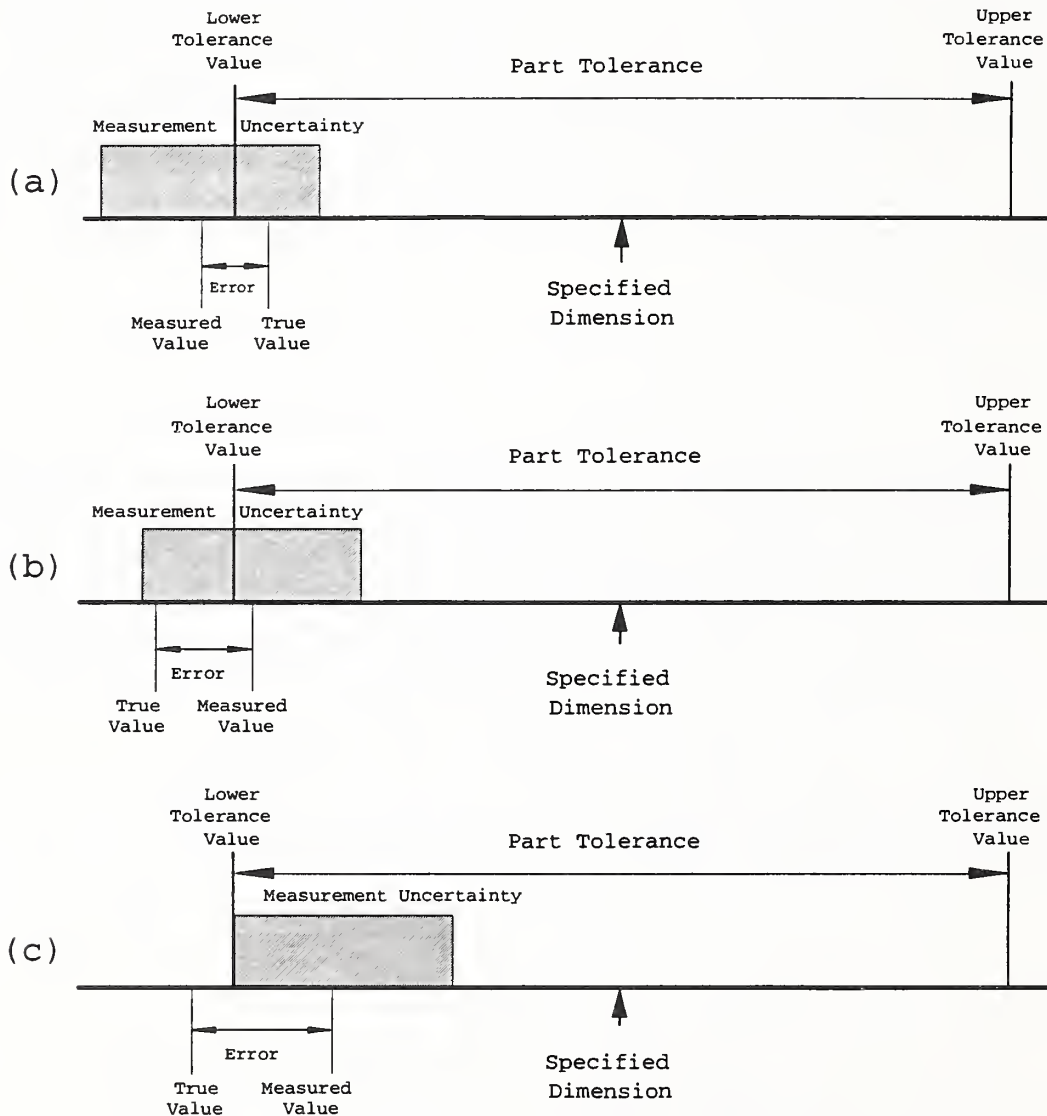 Lower
Tolerance
Value
Upper
Tolerance
Value
Part Tolerance
Measurement Uncertainty
(a)
Error
Measured
Value
True
Value
Specified
Dimension
Lower
Tolerance
Value
Upper
Tolerance
Value
Part Tolerance
Measurement Uncertainty
(b)
Error
True
Value
Measured
Value
Specified
Dimension
Lower
Tolerance
Value
Upper
Tolerance
Value
Part Tolerance
Measurement Uncertainty
(c)
Error
True
Value
Measured
Value
Specified
Dimension